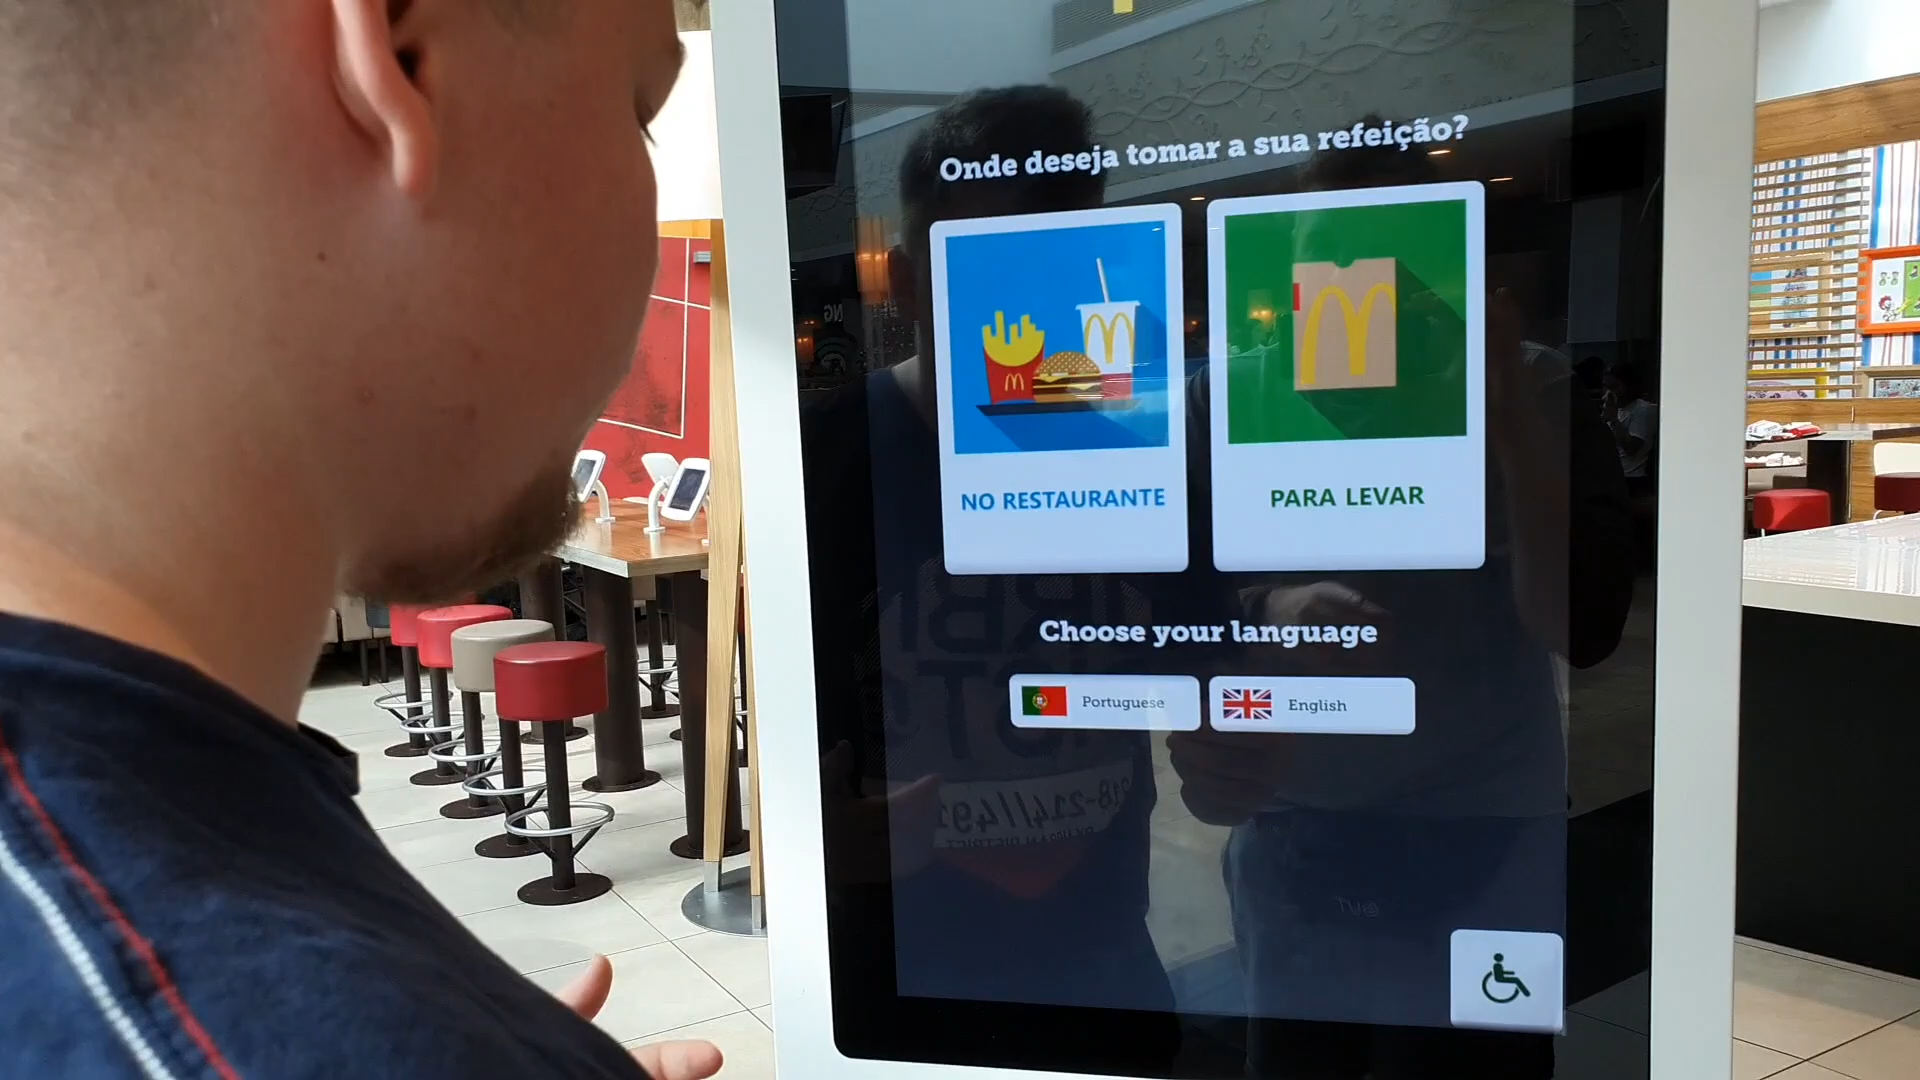 Onde deseja tomar a sua refeição?
NO RESTAURANTE
PARA LEVAR
Choose your language
Portuguese
English